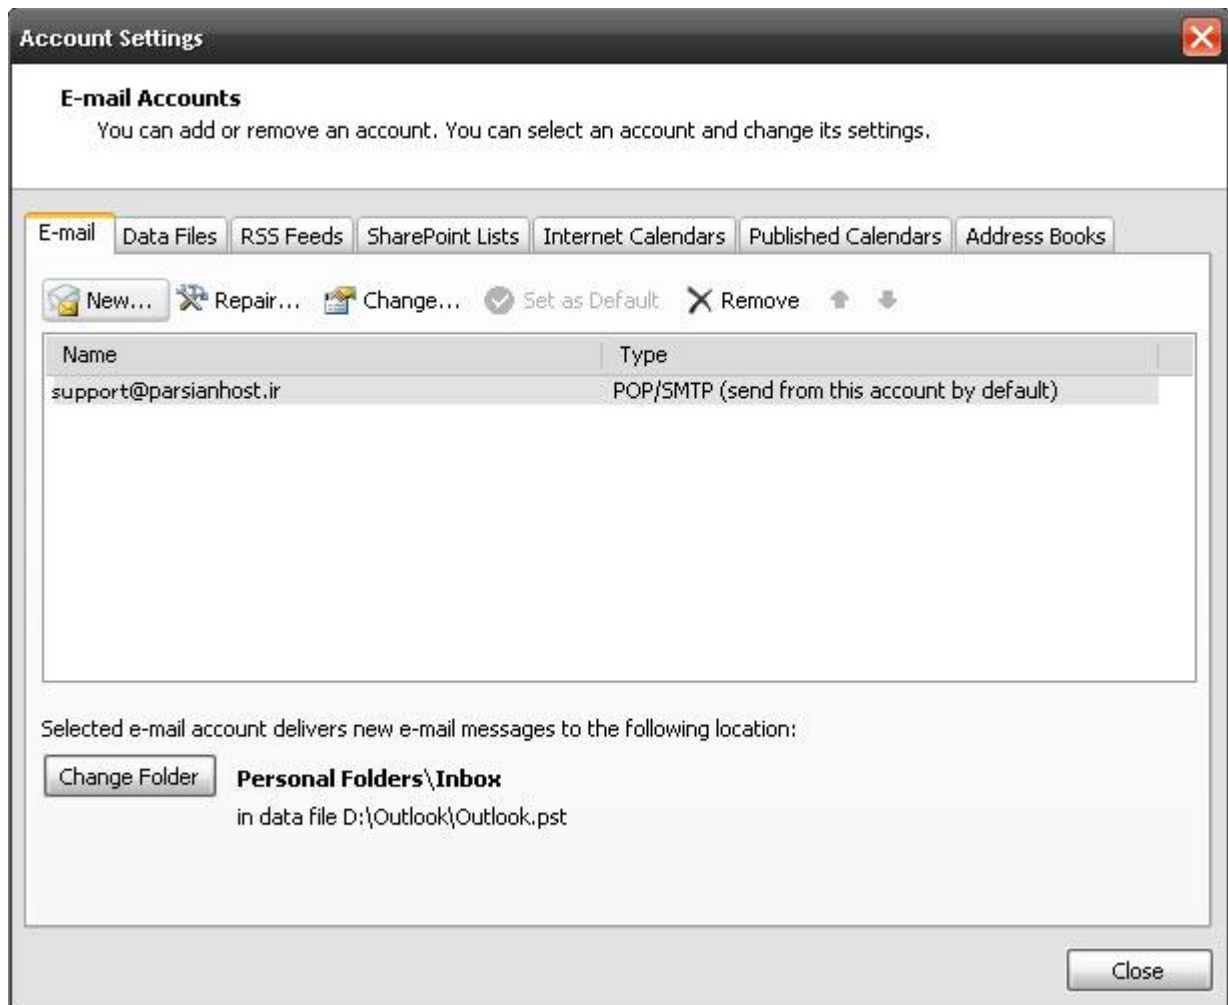 Account Settings
E-mail Accounts
You can add or remove an account. You can select an account and change its settings.
E-mail Data Files RSS Feeds SharePoint Lists Internet Calendars Published Calendars Address Books
New... Repair... Change... Set as Default Remove
Name Type
support@parsianhost.ir POP/SMTP (send from this account by default)
Selected e-mail account delivers new e-mail messages to the following location:
Change Folder Personal Folders\Inbox
in data file D:\Outlook\Outlook.pst
Close